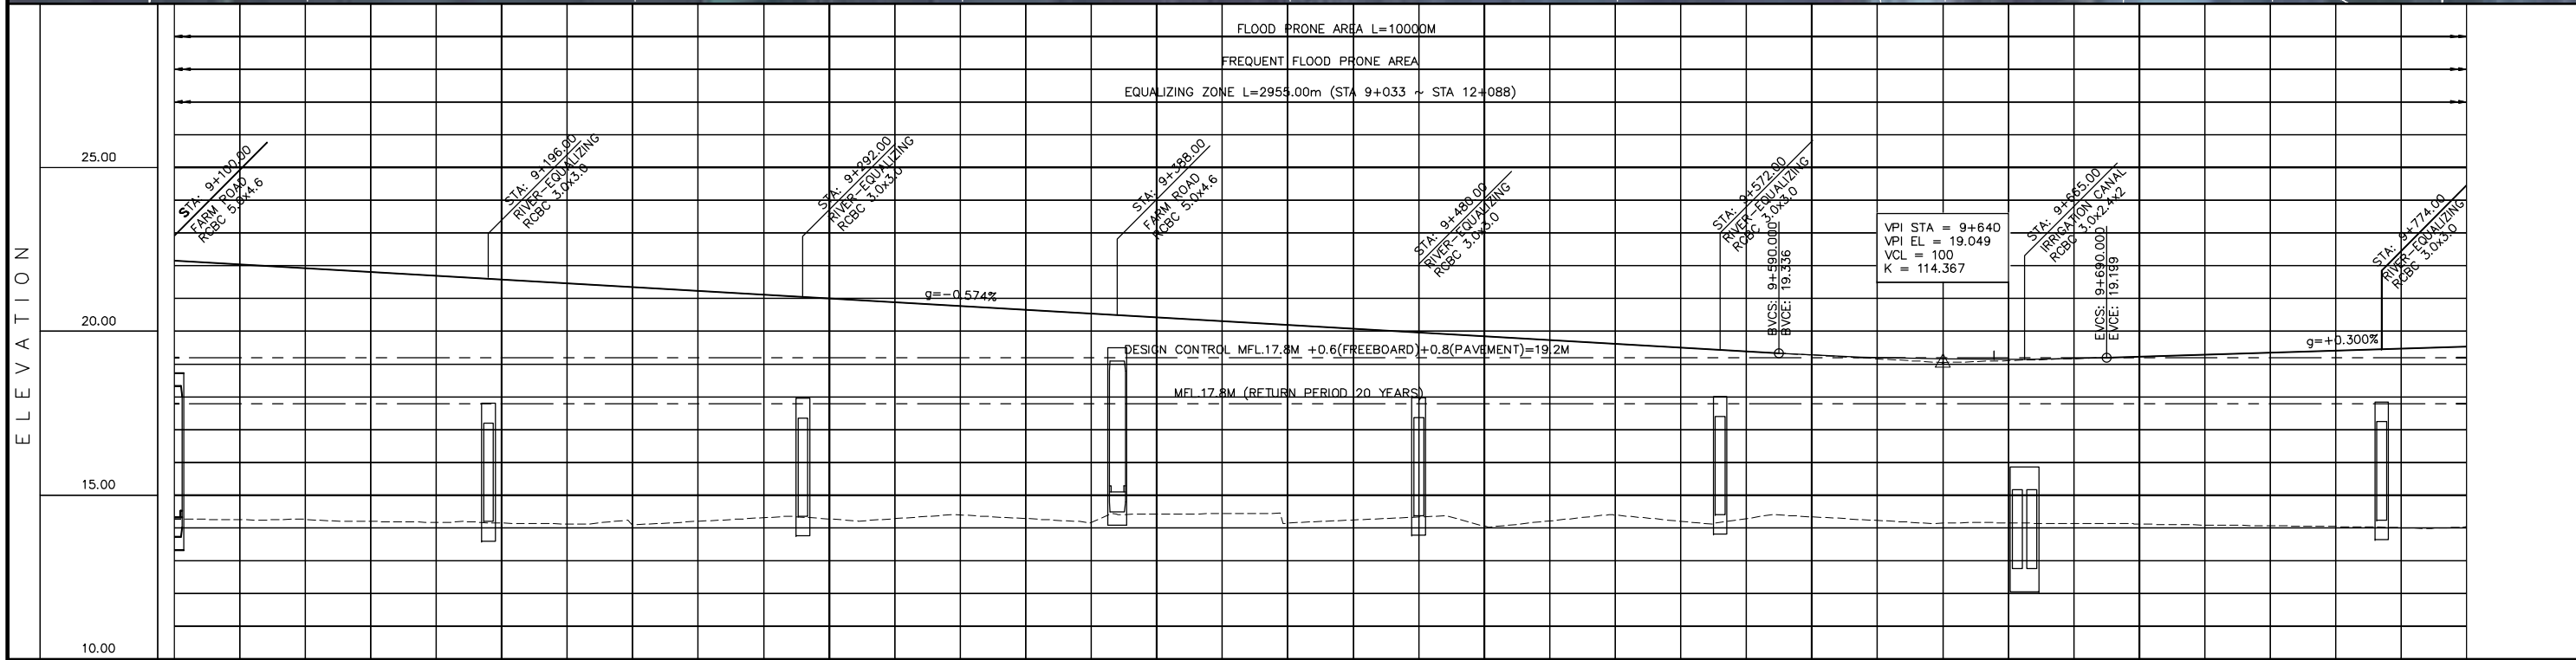 FLOOD PRONE AREA L=10000M
FREQUENT FLOOD PRONE AREA
EQUALIZING ZONE L=2955.00m (STA 9+033 ~ STA 12+088)
ELEVATION
25.00
20.00
15.00
10.00
STA: 9+100.00
FARM ROAD
RCBC 5.0x4.6
STA: 9+196.00
RIVER-EQUALIZING
RCBC 3.0x3.0
STA: 9+292.00
RIVER-EQUALIZING
RCBC 3.0x3.0
STA: 9+388.00
FARM ROAD
RCBC 5.0x4.6
STA: 9+480.00
RIVER-EQUALIZING
RCBC 3.0x3.0
STA: 9+572.00
RIVER-EQUALIZING
RCBC 3.0x3.0
BVCS: 9+590.000
BVCE: 19.336
VPI STA = 9+640
VPI EL = 19.049
VCL = 100
K = 114.367
STA: 9+665.00
IRRIGATION CANAL
RCBC 3.0x2.4x2
EVCS: 9+690.000
EVCE: 19.199
STA: 9+774.00
RIVER-EQUALIZING
RCBC 3.0x3.0
g=-0.574%
g=+0.300%
DESIGN CONTROL MFL.17.8M +0.6(FREEBOARD)+0.8(PAVEMENT)=19.2M
MFL.17.8M (RETURN PERIOD 20 YEARS)